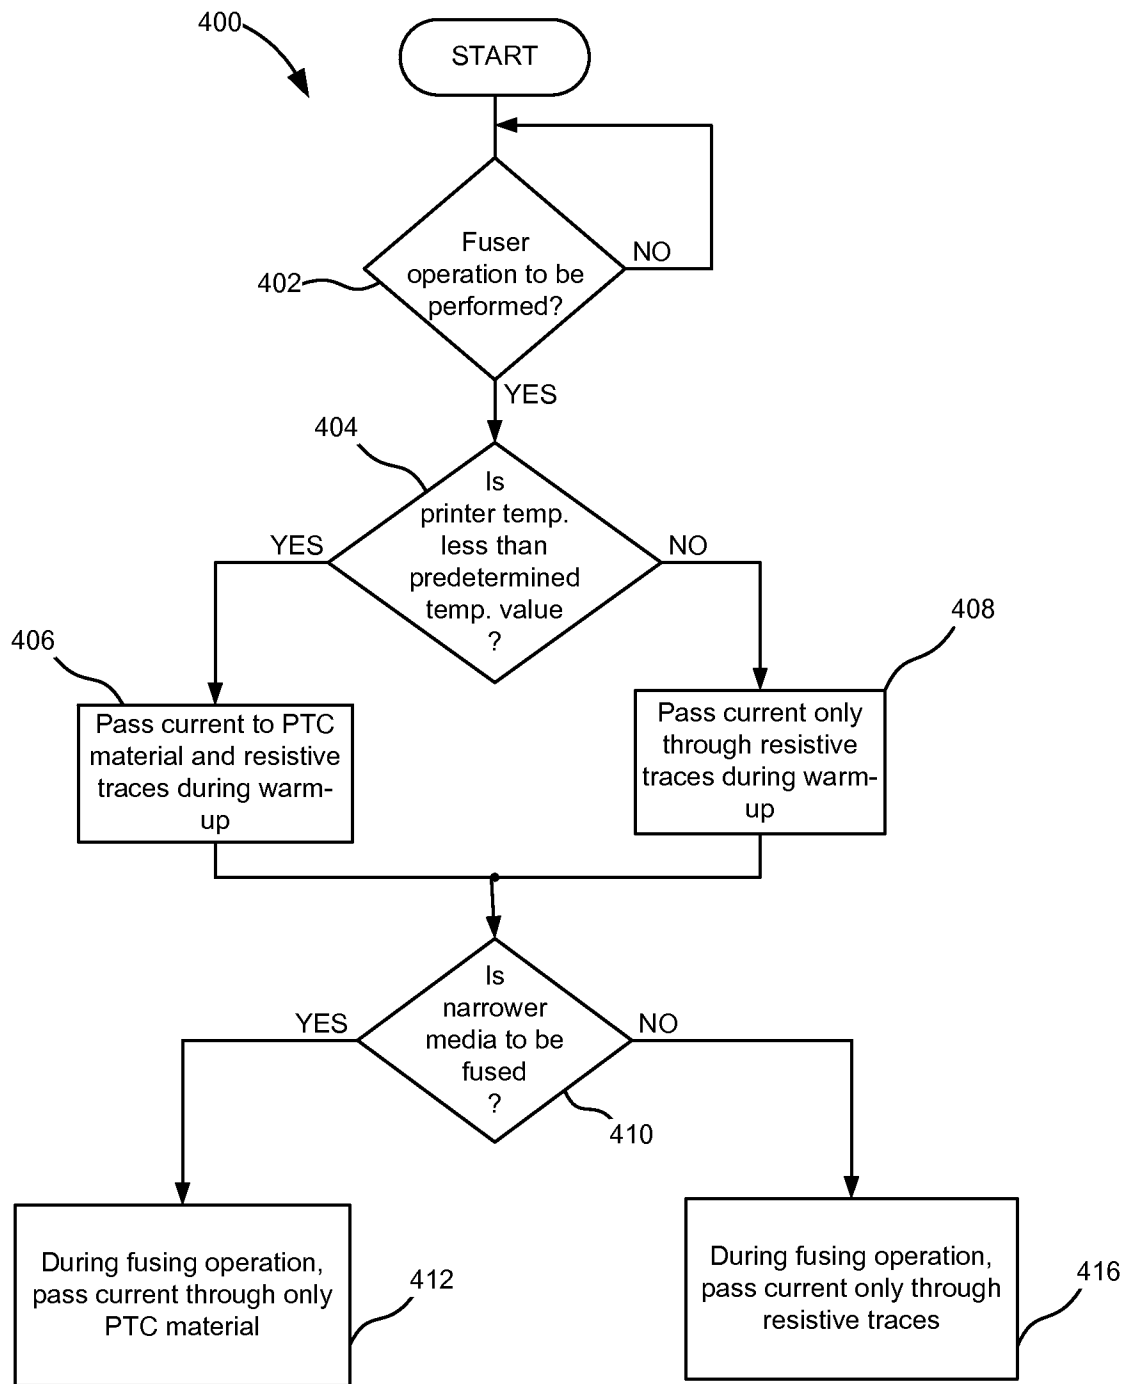 400
START
Fuser
operation to be
performed?
NO
402
YES
404
Is
printer temp.
less than
predetermined
temp. value
?
YES
NO
406
408
Pass current to PTC
material and resistive
traces during warm-
up
Pass current only
through resistive
traces during warm-
up
Is
narrower
media to be
fused
?
YES
NO
410
During fusing operation,
pass current through only
PTC material
412
During fusing operation,
pass current only through
resistive traces
416